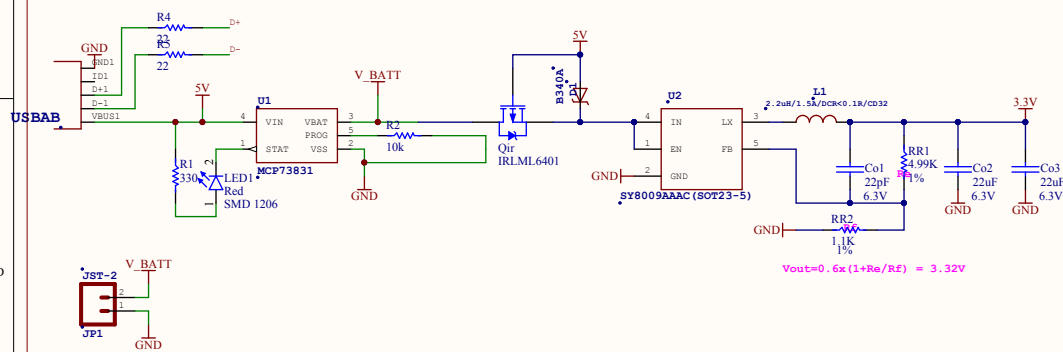 R4
22
D+
R5
22
D-
GND
GND1
ID1
D+1
D-1
VBUS1
USBAB
5V
R1
330
2
1
LED1
Red
SMD 1206
U1
4
VIN
VBAT
3
PROG
5
1
STAT
VSS
2
MCP73831
V_BATT
R2
10k
GND
Qir
IRLML6401
5V
B340A
D1
U2
4
IN
LX
3
1
EN
FB
5
GND
2
GND
SY8009AAAC(SOT23-5)
L1
2.2uH/1.5A/DCR<0.1R/CD32
3.3V
Co1
22pF
6.3V
RR1
4.99K
1%
Co2
22uF
6.3V
GND
Co3
22uF
6.3V
GND
GND
RR2
1.1K
1%
Vout=0.6x(1+Re/Rf) = 3.32V
V_BATT
JST-2
2
1
JP1
GND